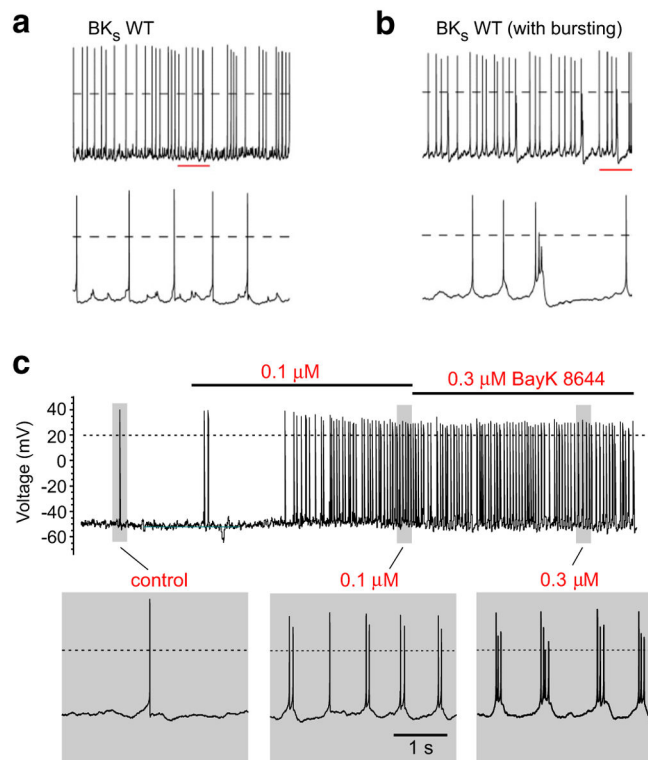 a
BKs WT
b
BKs WT (with bursting)
c
0.1 µM
0.3 µM BayK 8644
Voltage (mV)
40
20
0
-20
-40
-60
control
0.1 µM
0.3 µM
1 s